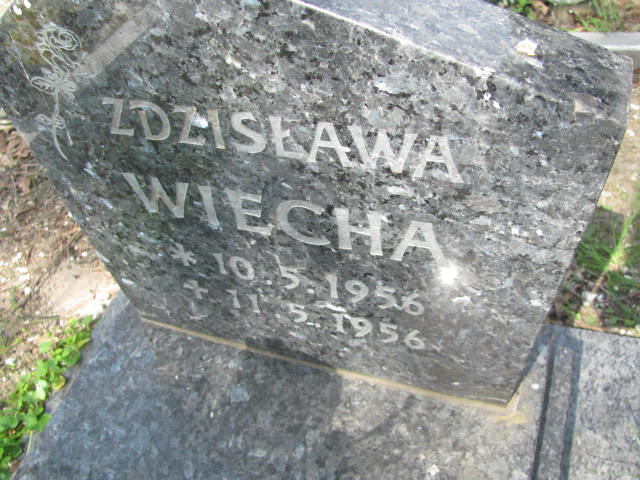 ZDZISŁAWA
WIECHA
* 10.5.1956
+ 11.5.1956